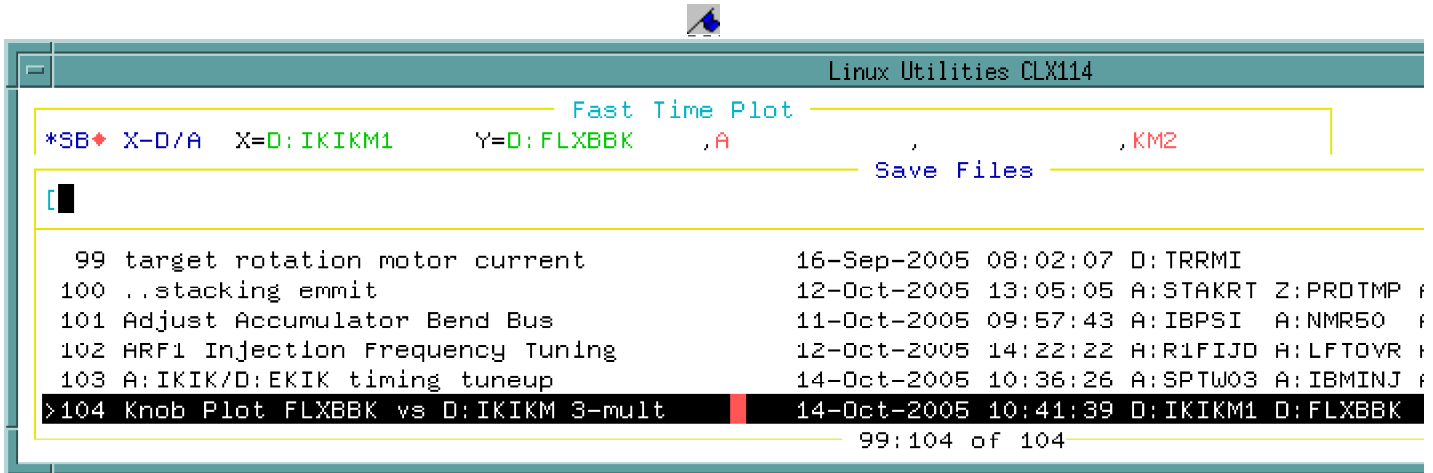 Linux Utilities CLX114
Fast Time Plot
*SB♦ X-D/A X=D:IKIKM1 Y=D:FLXBBK ,A , ,KM2
Save Files
[
99 target rotation motor current 16-Sep-2005 08:02:07 D:TRRMI
100 ..stacking emmit 12-Oct-2005 13:05:05 A:STAKRT Z:PRDTMP
101 Adjust Accumulator Bend Bus 11-Oct-2005 09:57:43 A:IBPSI A:NMR50
102 ARF1 Injection Frequency Tuning 12-Oct-2005 14:22:22 A:R1FIJD A:LFTOVR
103 A:IKIK/D:EKIK timing tuneup 14-Oct-2005 10:36:26 A:SPTW03 A:IBMINJ
>104 Knob Plot FLXBBK vs D:IKIKM 3-mult 14-Oct-2005 10:41:39 D:IKIKM1 D:FLXBBK
99:104 of 104